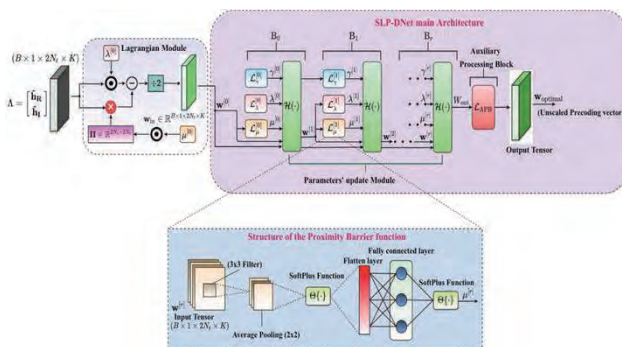 SLP-DNet main Architecture
Lagrangian Module
(B × 1 × 2N_t × K)
Λ = [ĥ_R ĥ_I]
λ^[0]
÷2
w_in ∈ ℝ^{B×1×2N_t×K}
μ^[0]
B_0
B_1
B_r
w^[0]
w^[1]
w^[2]
w^[r]
ℋ(·)
ℋ(·)
ℋ(·)
Auxiliary
Processing Block
W_out
ℒ_APB
w_optimal
(Unscaled Precoding vector)
Output Tensor
Parameters' update Module
Structure of the Proximity Barrier function
Fully connected layer
Flatten layer
(3x3 Filter)
SoftPlus Function
SoftPlus Function
Θ{·}
Θ{·}
μ^[r]
w^[r]
Input Tensor
(B × 1 × 2N_t × K)
Average Pooling (2x2)